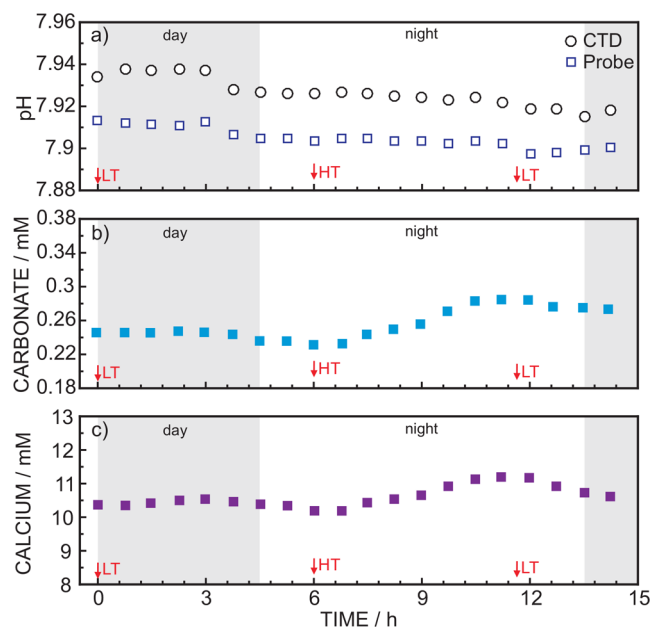 a) day night
CTD
Probe
pH
7.96
7.94
7.92
7.9
7.88
LT HT LT
b) day night
CARBONATE / mM
0.38
0.34
0.3
0.26
0.22
0.18
LT HT LT
c) day night
CALCIUM / mM
13
12
11
10
9
8
LT HT LT
0 3 6 9 12 15
TIME / h